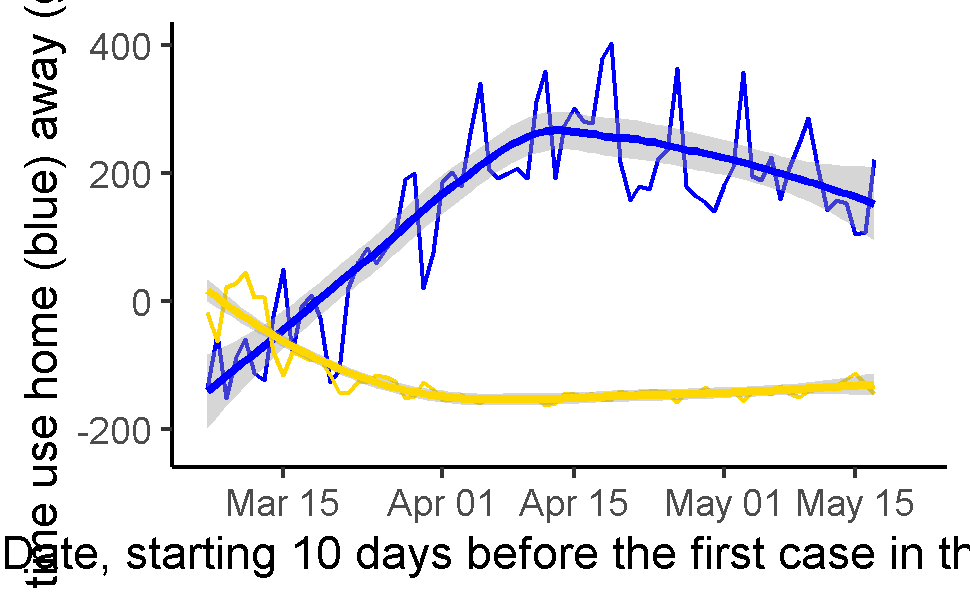 time use home (blue) away (
400
200
0
-200
Mar 15 Apr 01 Apr 15 May 01 May 15
Date, starting 10 days before the first case in th